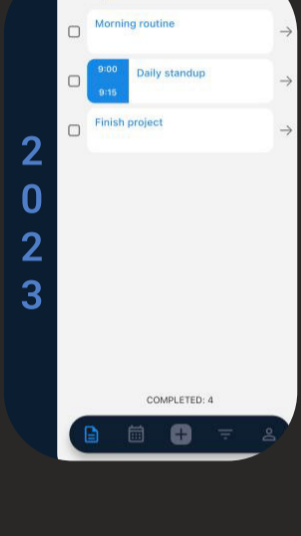 Morning routine
9:00
Daily standup
9:15
Finish project
2
0
2
3
COMPLETED: 4